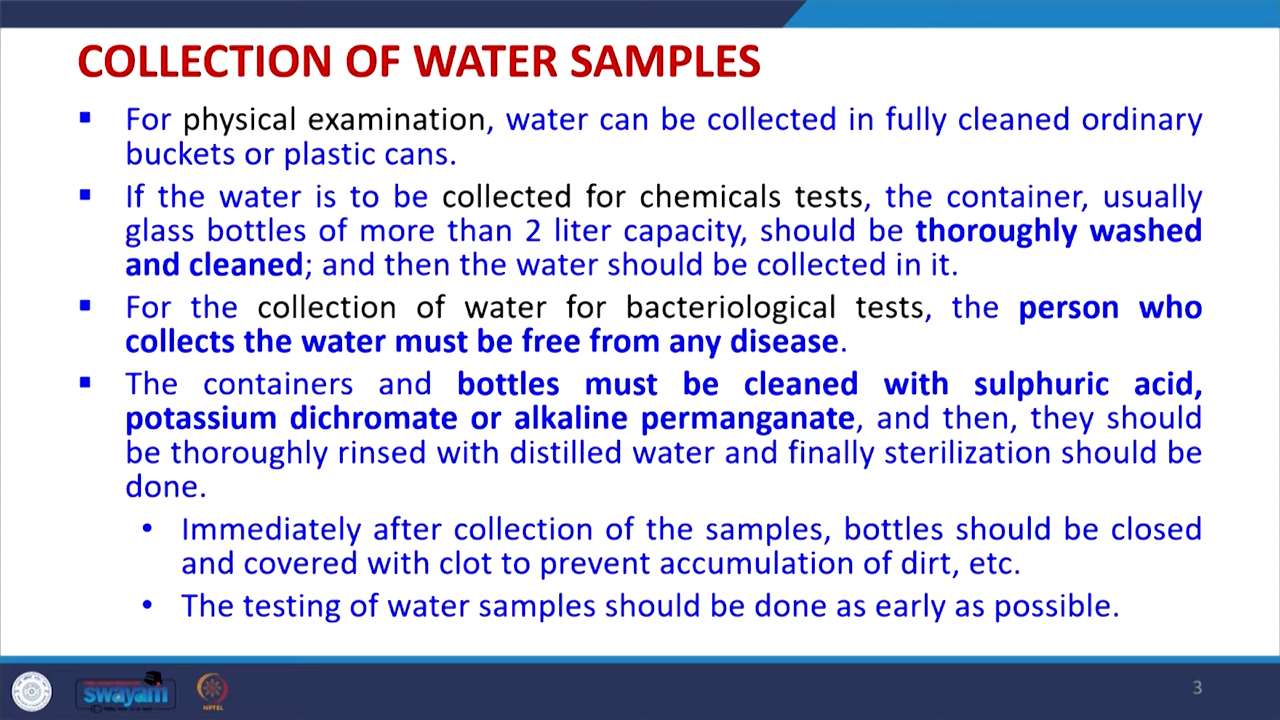 COLLECTION OF WATER SAMPLES
▪ For physical examination, water can be collected in fully cleaned ordinary
buckets or plastic cans.
▪ If the water is to be collected for chemicals tests, the container, usually
glass bottles of more than 2 liter capacity, should be thoroughly washed
and cleaned; and then the water should be collected in it.
▪ For the collection of water for bacteriological tests, the person who
collects the water must be free from any disease.
▪ The containers and bottles must be cleaned with sulphuric acid,
potassium dichromate or alkaline permanganate, and then, they should
be thoroughly rinsed with distilled water and finally sterilization should be
done.
• Immediately after collection of the samples, bottles should be closed
and covered with clot to prevent accumulation of dirt, etc.
• The testing of water samples should be done as early as possible.
swayam
NPTEL
3